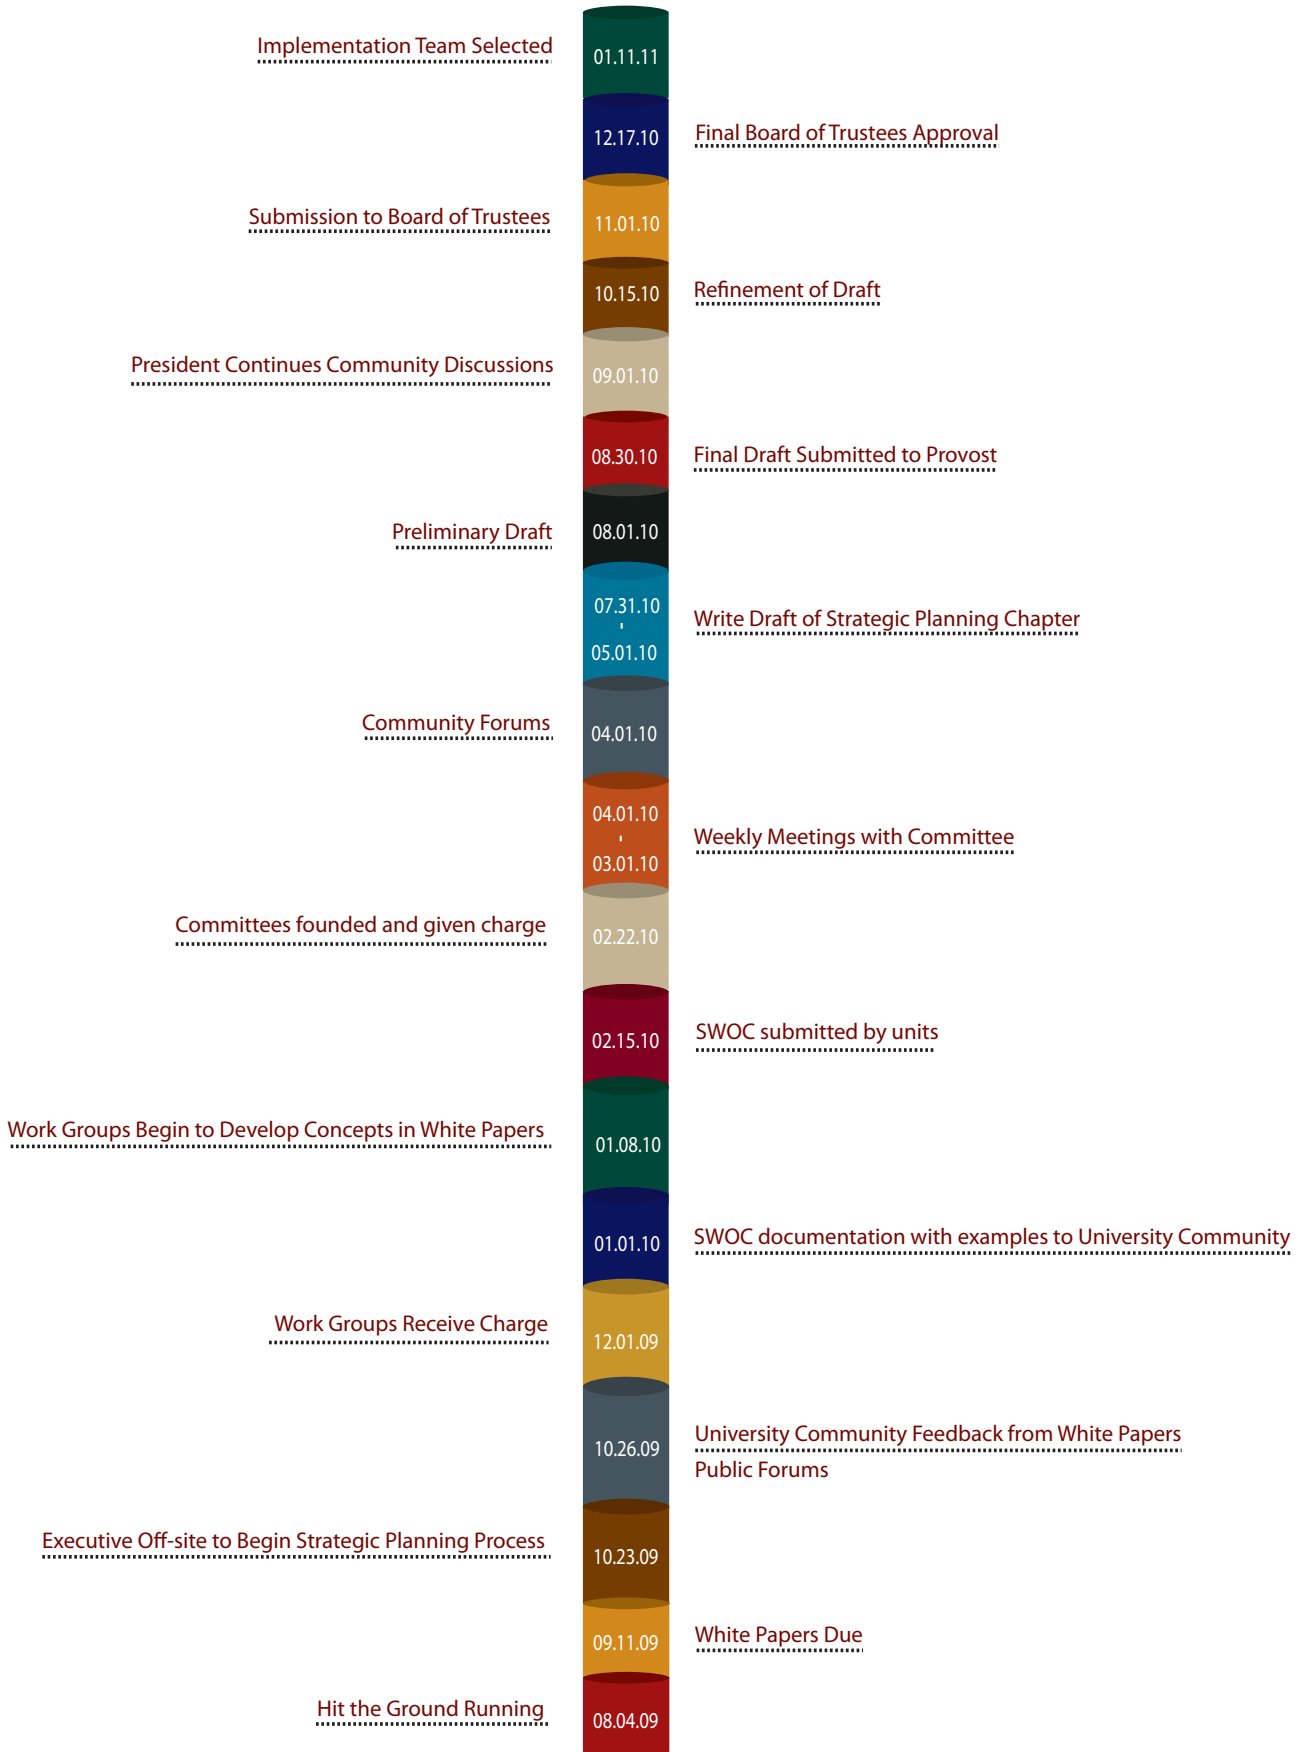 Implementation Team Selected
01.11.11
12.17.10
Final Board of Trustees Approval
Submission to Board of Trustees
11.01.10
10.15.10
Refinement of Draft
President Continues Community Discussions
09.01.10
08.30.10
Final Draft Submitted to Provost
Preliminary Draft
08.01.10
07.31.10
-
05.01.10
Write Draft of Strategic Planning Chapter
Community Forums
04.01.10
04.01.10
-
03.01.10
Weekly Meetings with Committee
Committees founded and given charge
02.22.10
02.15.10
SWOC submitted by units
Work Groups Begin to Develop Concepts in White Papers
01.08.10
01.01.10
SWOC documentation with examples to University Community
Work Groups Receive Charge
12.01.09
10.26.09
University Community Feedback from White Papers
Public Forums
Executive Off-site to Begin Strategic Planning Process
10.23.09
09.11.09
White Papers Due
Hit the Ground Running
08.04.09